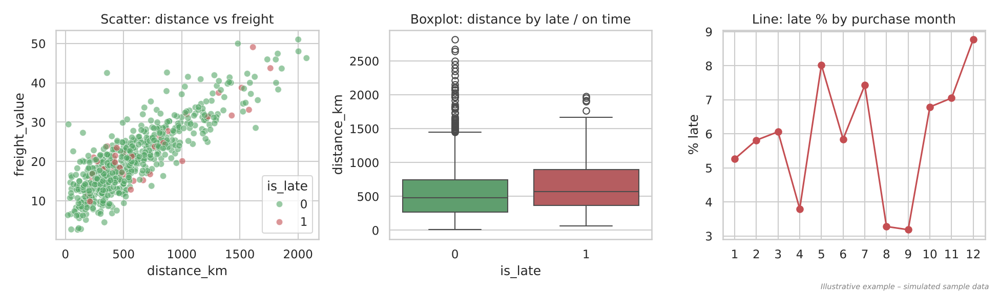 Scatter: distance vs freight
freight_value
50
40
30
20
10
is_late
0
1
0 500 1000 1500 2000
distance_km
Boxplot: distance by late / on time
distance_km
2500
2000
1500
1000
500
0
0 1
is_late
Line: late % by purchase month
% late
9
8
7
6
5
4
3
1 2 3 4 5 6 7 8 9 10 11 12
Illustrative example – simulated sample data